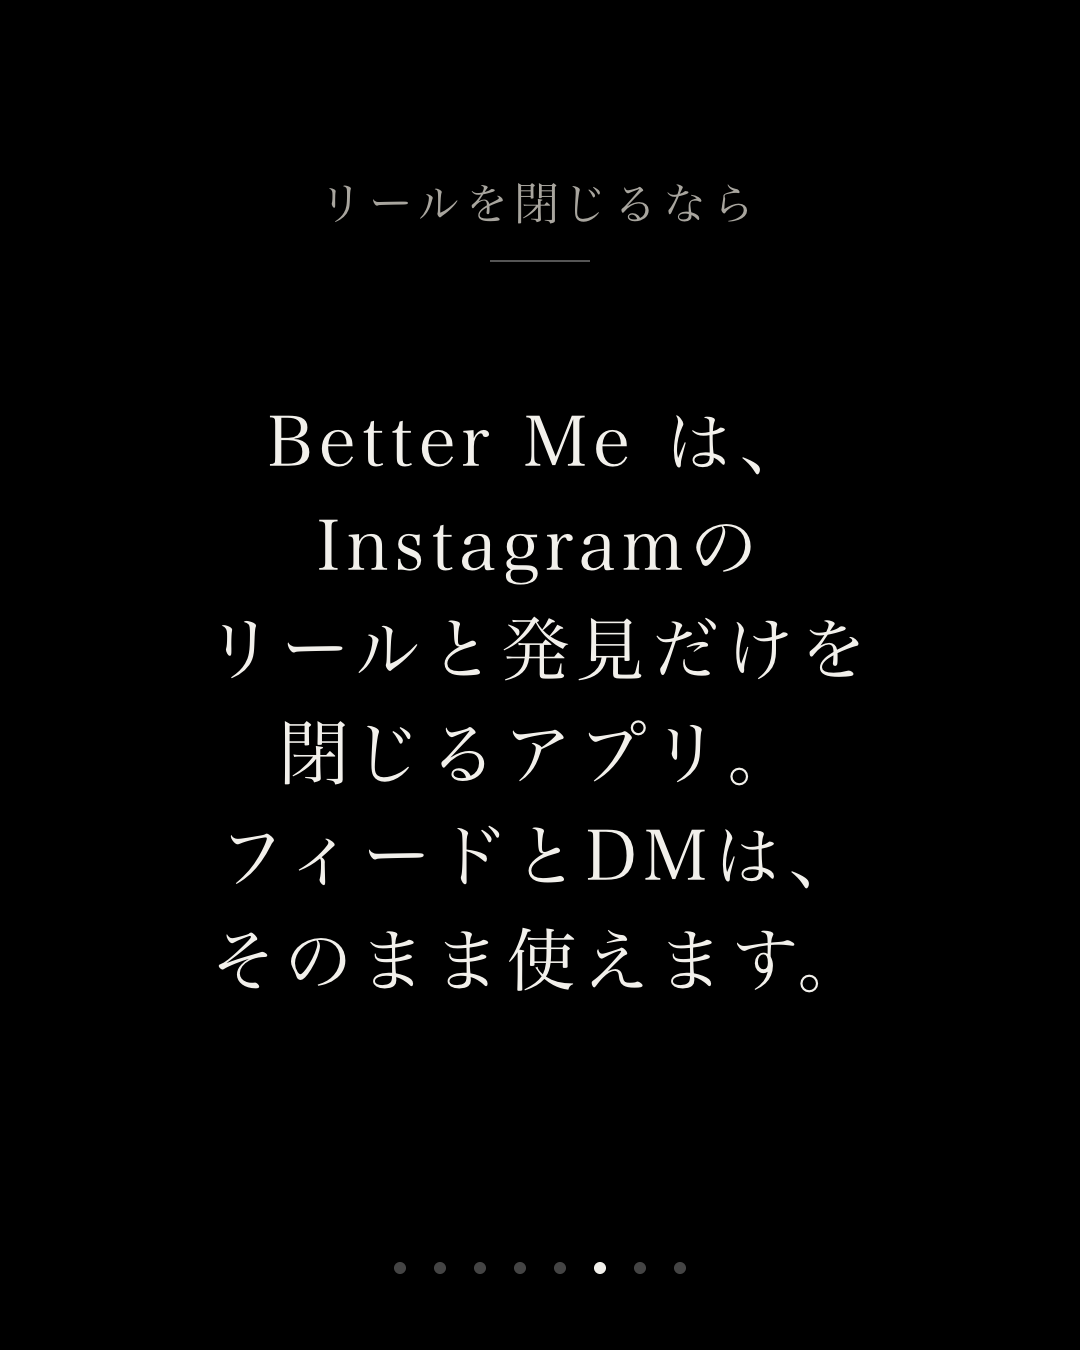 リールを閉じるなら
Better Me は、
Instagramの
リールと発見だけを
閉じるアプリ。
フィードとDMは、
そのまま使えます。